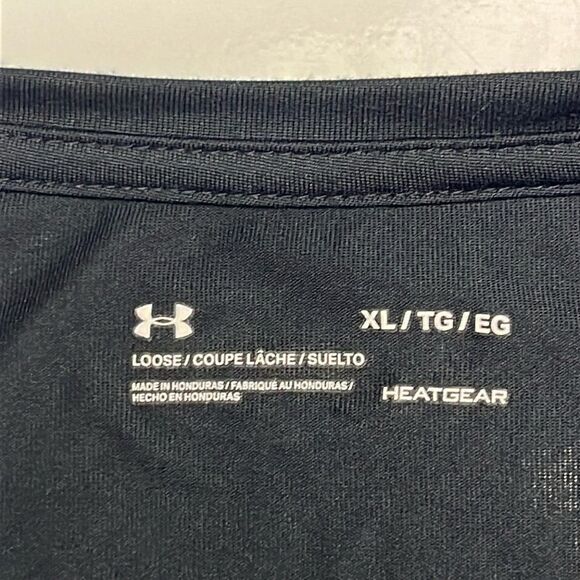 XL / TG / EG
LOOSE / COUPE LÂCHE / SUELTO
MADE IN HONDURAS / FABRIQUÉ AU HONDURAS /
HECHO EN HONDURAS
HEATGEAR